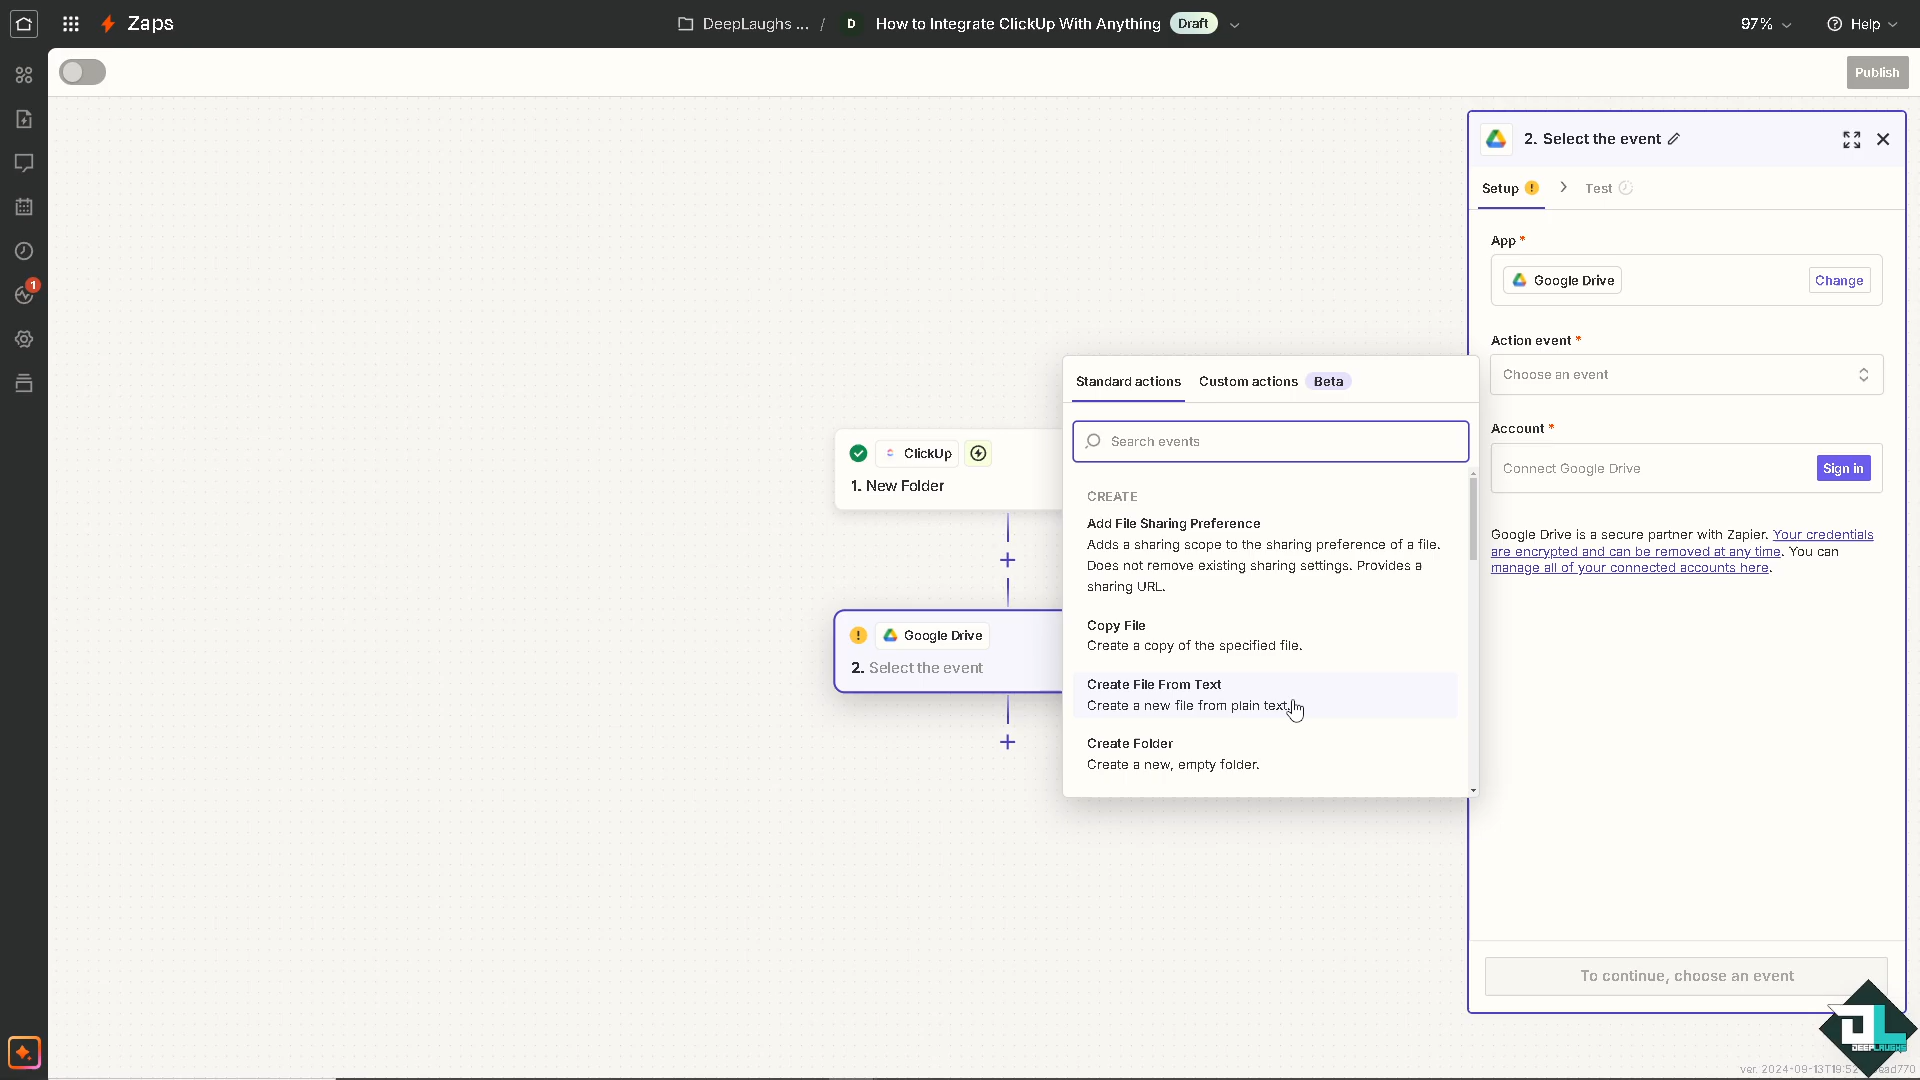 Zaps
DeepLaughs ... / D How to Integrate ClickUp With Anything Draft
97%
Help
Publish
2. Select the event
Setup ! > Test
App *
Google Drive
Change
Action event *
Choose an event
Account *
Connect Google Drive
Sign in
Google Drive is a secure partner with Zapier. Your credentials
are encrypted and can be removed at any time. You can
manage all of your connected accounts here.
To continue, choose an event
1
ClickUp
1. New Folder
! Google Drive
2. Select the event
Standard actions Custom actions Beta
Search events
CREATE
Add File Sharing Preference
Adds a sharing scope to the sharing preference of a file.
Does not remove existing sharing settings. Provides a
sharing URL.
Copy File
Create a copy of the specified file.
Create File From Text
Create a new file from plain text.
Create Folder
Create a new, empty folder.
DEEPLAUGHS